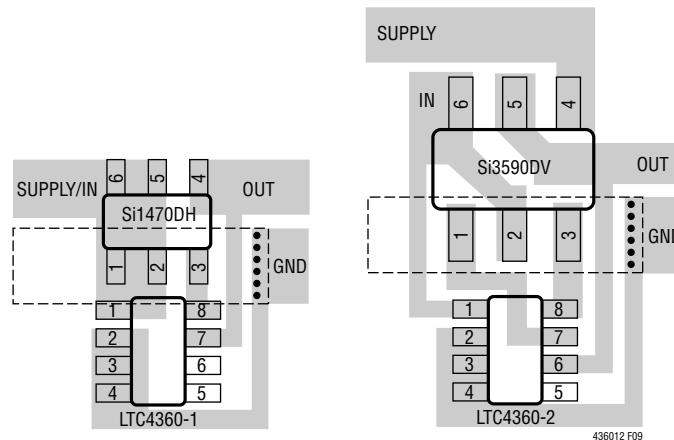 SUPPLY
IN
6
5
4
Si3590DV
OUT
1
2
3
GND
1
2
3
4
8
7
6
5
LTC4360-2
SUPPLY/IN
6
5
4
OUT
Si1470DH
1
2
3
GND
1
2
3
4
8
7
6
5
LTC4360-1
436012 F09